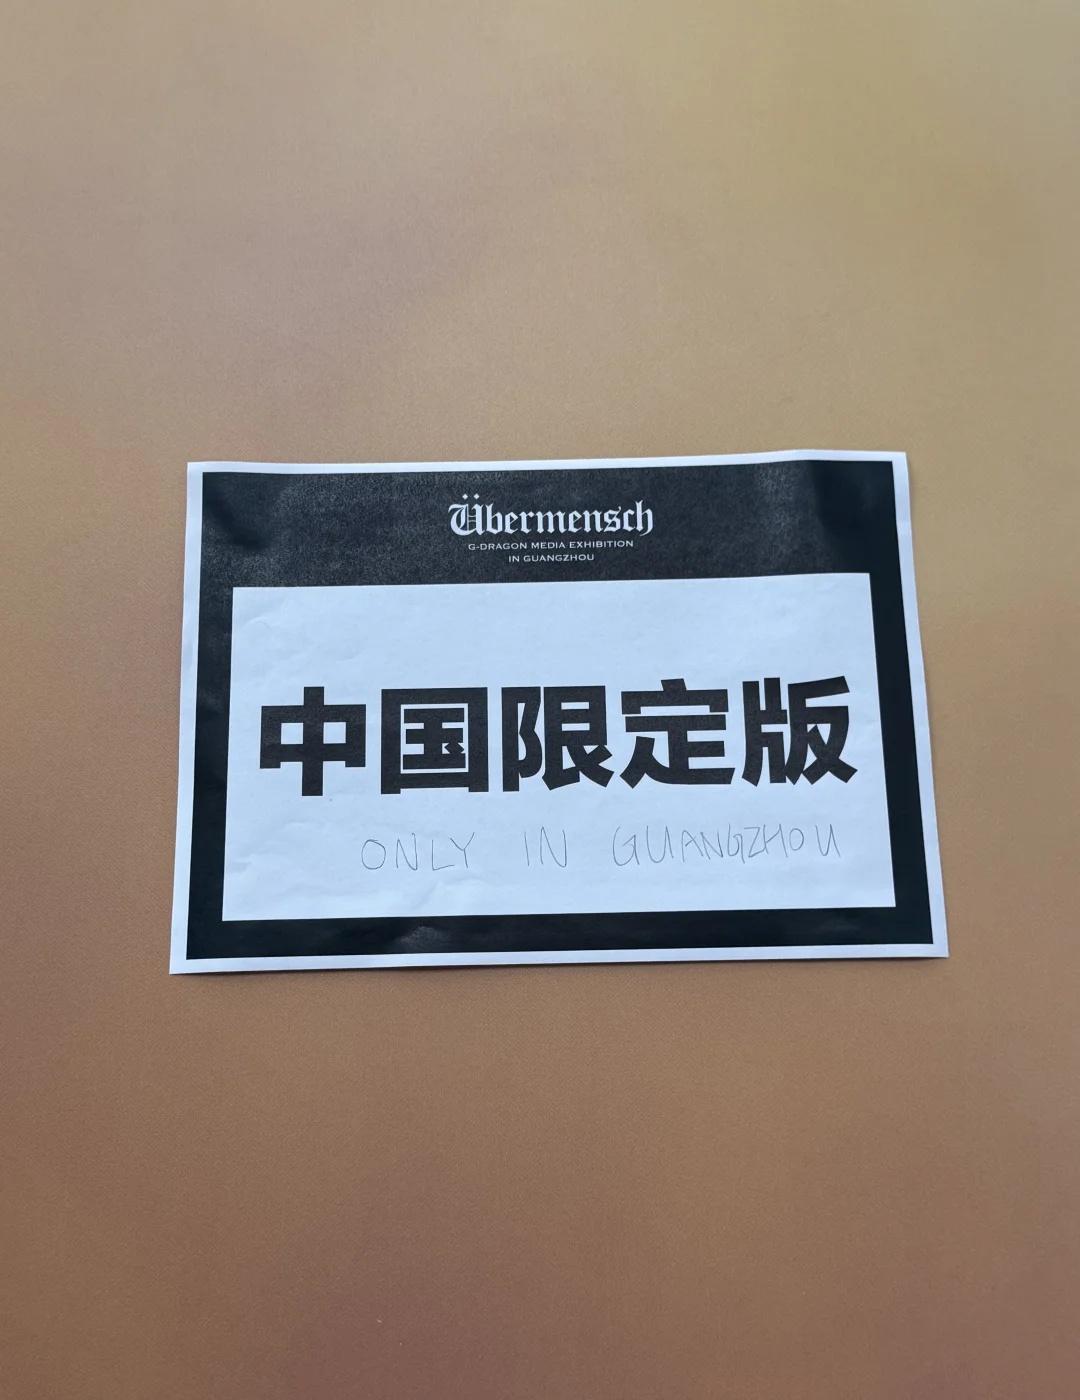 Übermensch
G-DRAGON MEDIA EXHIBITION
IN GUANGZHOU
中国限定版
ONLY IN GUANGZHOU